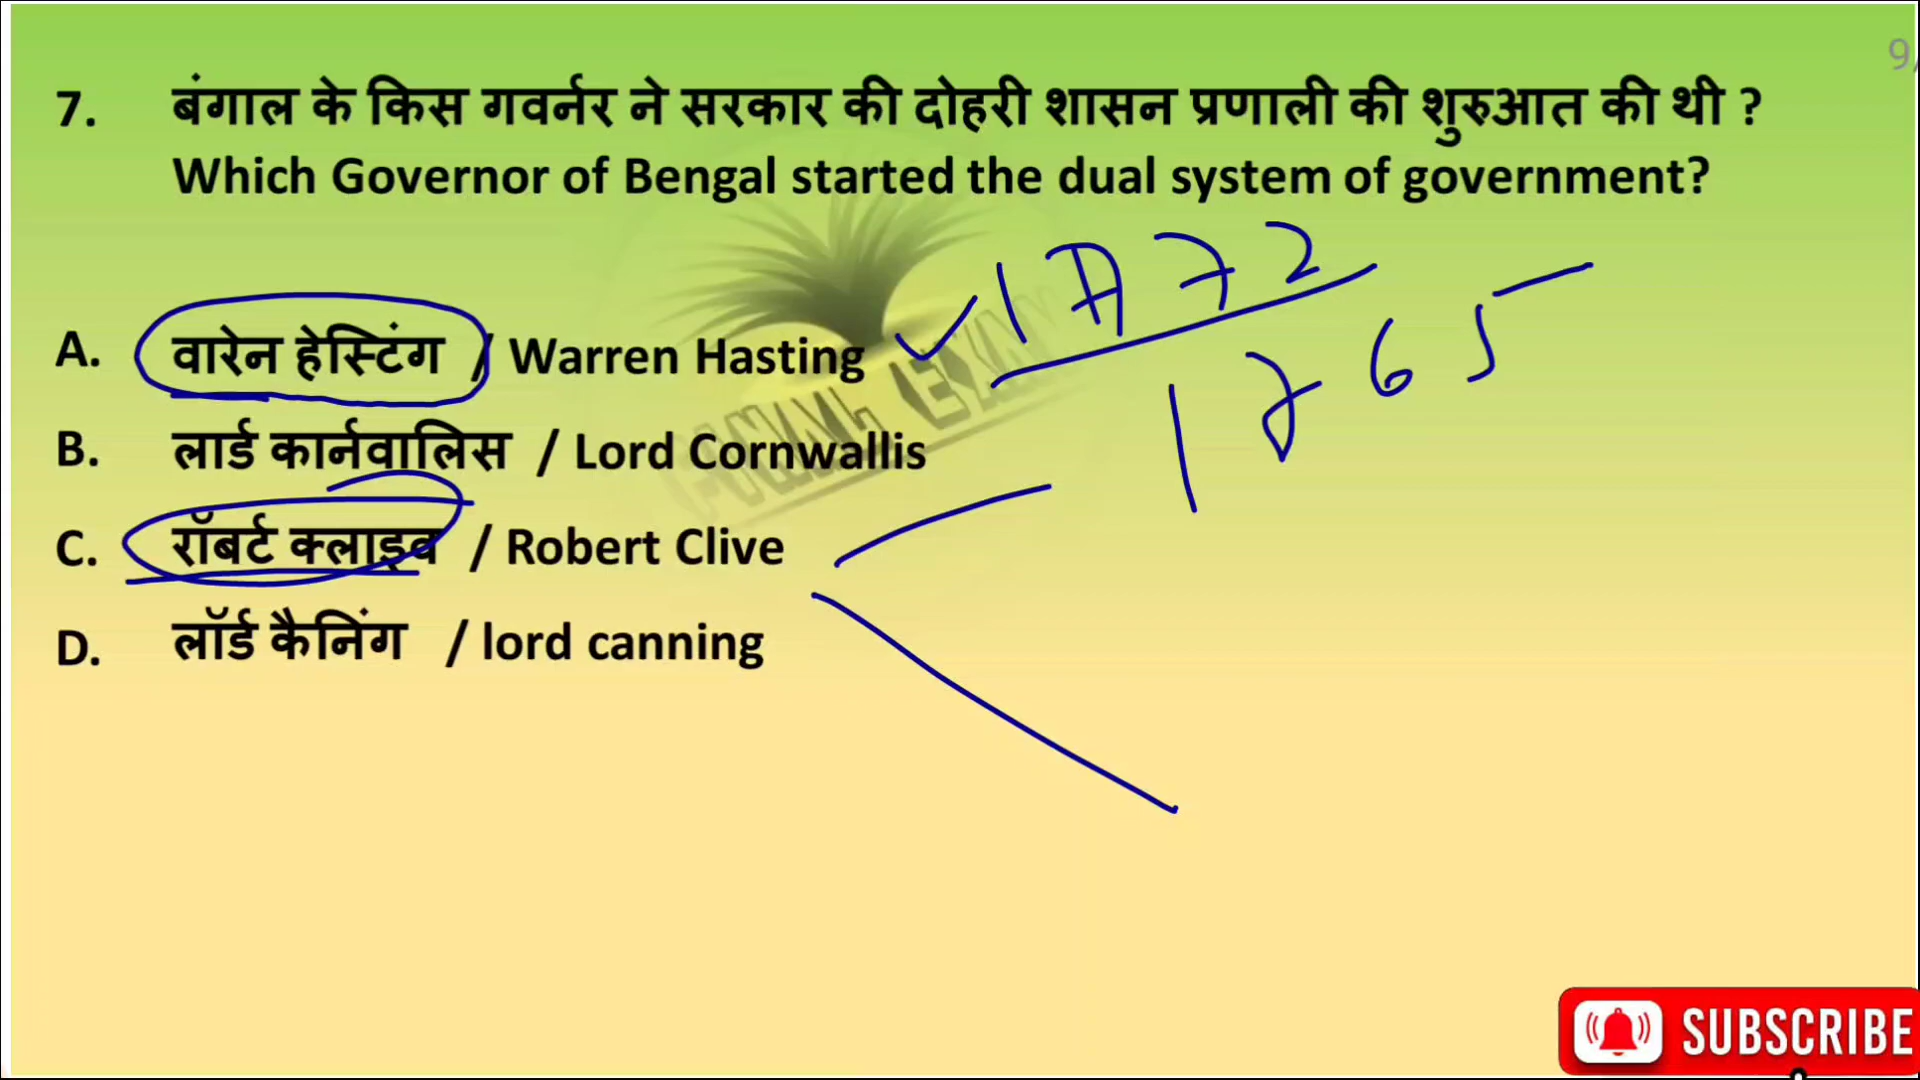 7. बंगाल के किस गवर्नर ने सरकार की दोहरी शासन प्रणाली की शुरुआत की थी ?
Which Governor of Bengal started the dual system of government?
A. वारेन हेस्टिंग / Warren Hasting
1772
1765
B. लार्ड कार्नवालिस / Lord Cornwallis
C. रॉबर्ट क्लाइव / Robert Clive
D. लॉर्ड कैनिंग / lord canning
SUBSCRIBE